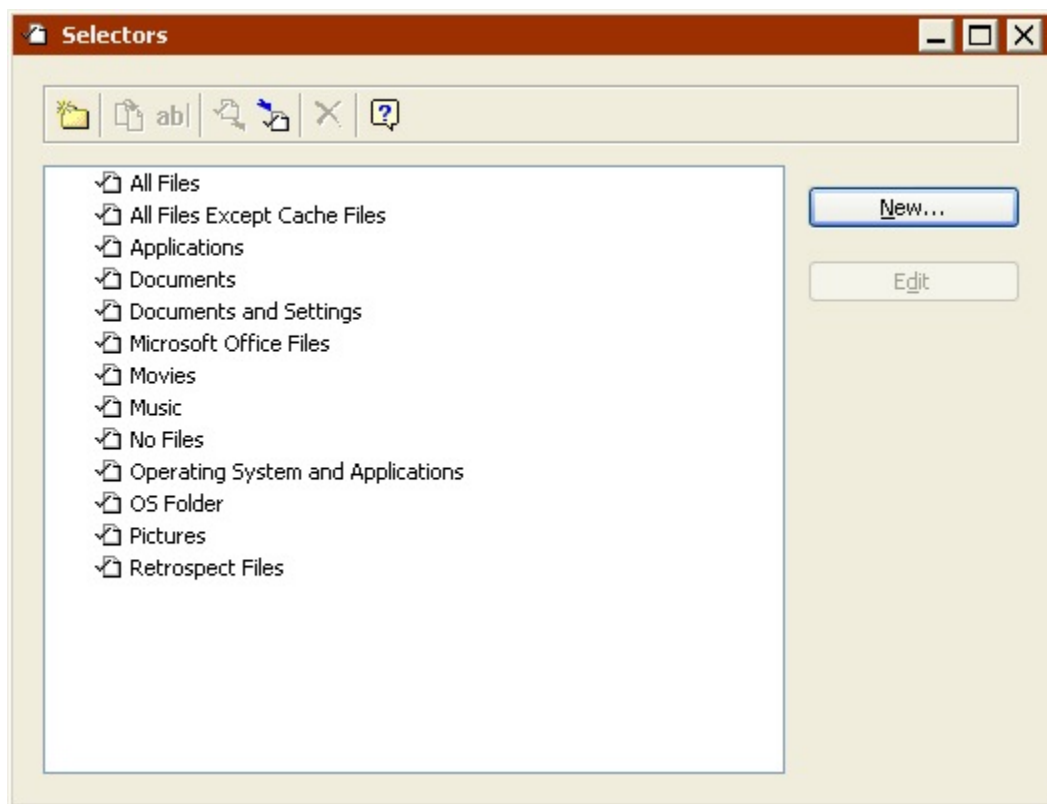 Selectors
ab|
New...
Edit
All Files
All Files Except Cache Files
Applications
Documents
Documents and Settings
Microsoft Office Files
Movies
Music
No Files
Operating System and Applications
OS Folder
Pictures
Retrospect Files